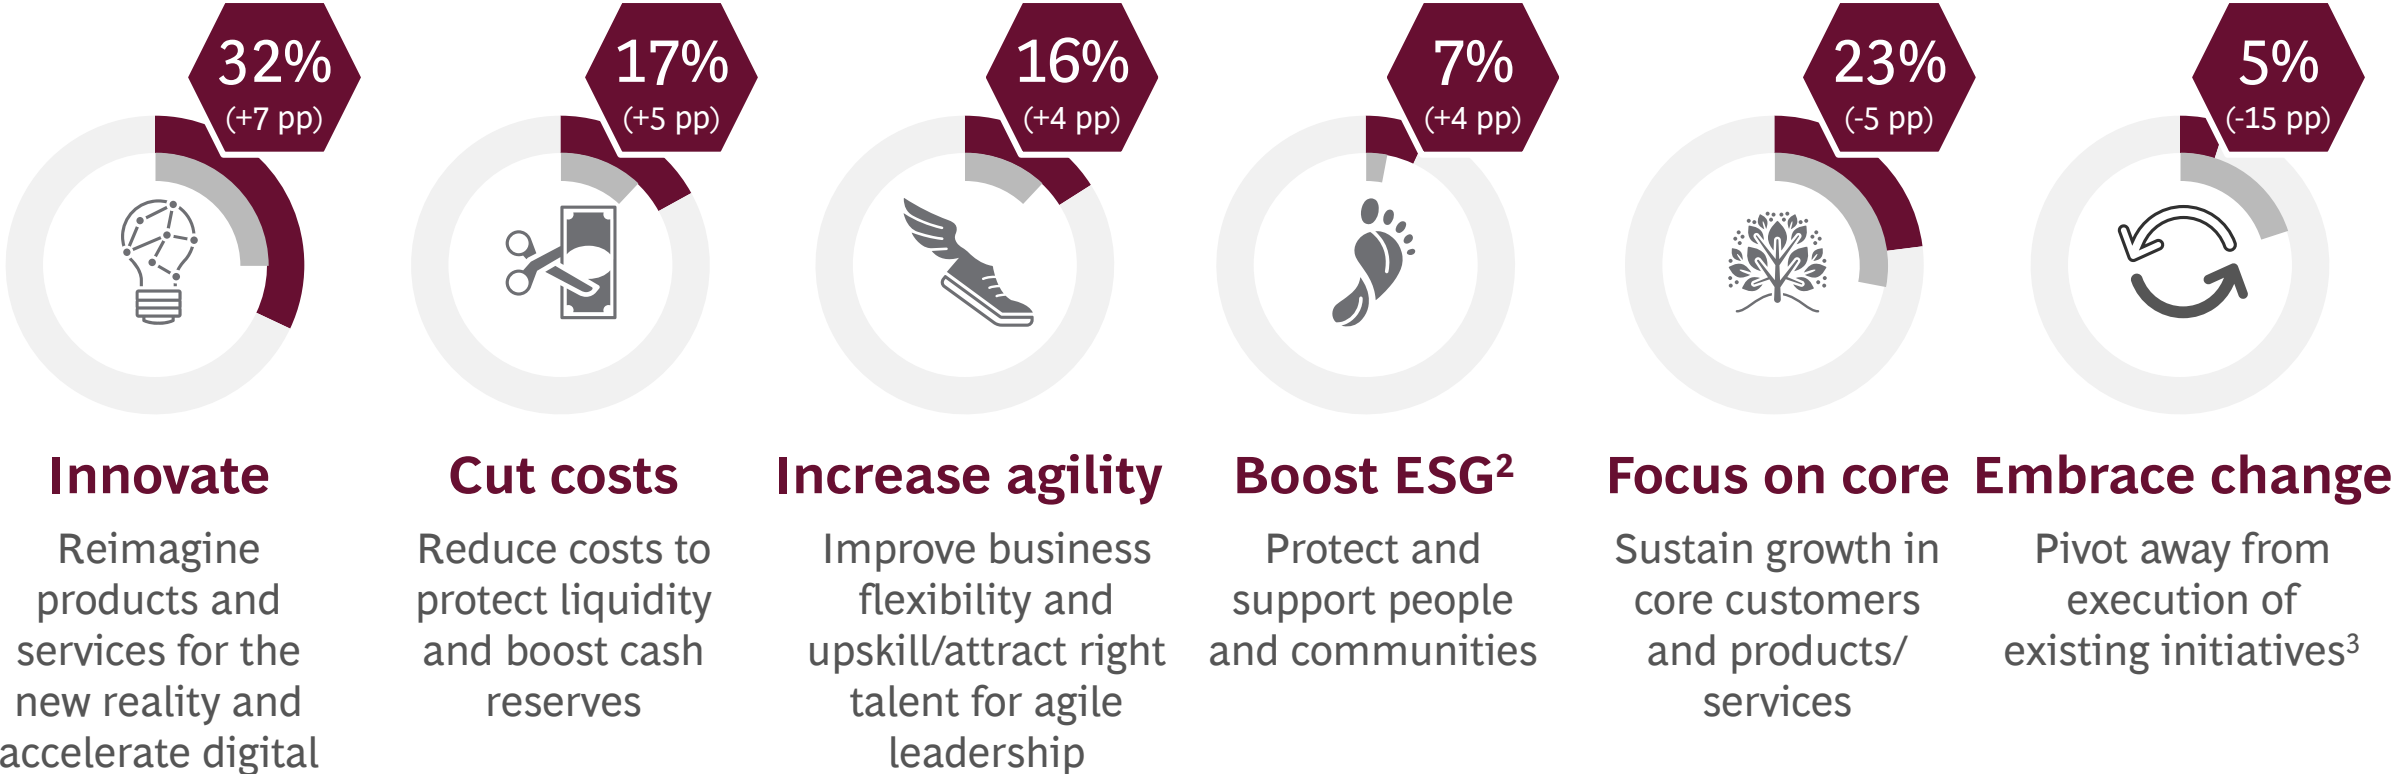 32%
(+7 pp)
17%
(+5 pp)
16%
(+4 pp)
7%
(+4 pp)
23%
(-5 pp)
5%
(-15 pp)
Innovate
Reimagine
products and
services for the
new reality and
accelerate digital
Cut costs
Reduce costs to
protect liquidity
and boost cash
reserves
Increase agility
Improve business
flexibility and
upskill/attract right
talent for agile
leadership
Boost ESG²
Protect and
support people
and communities
Focus on core
Sustain growth in
core customers
and products/
services
Embrace change
Pivot away from
execution of
existing initiatives³